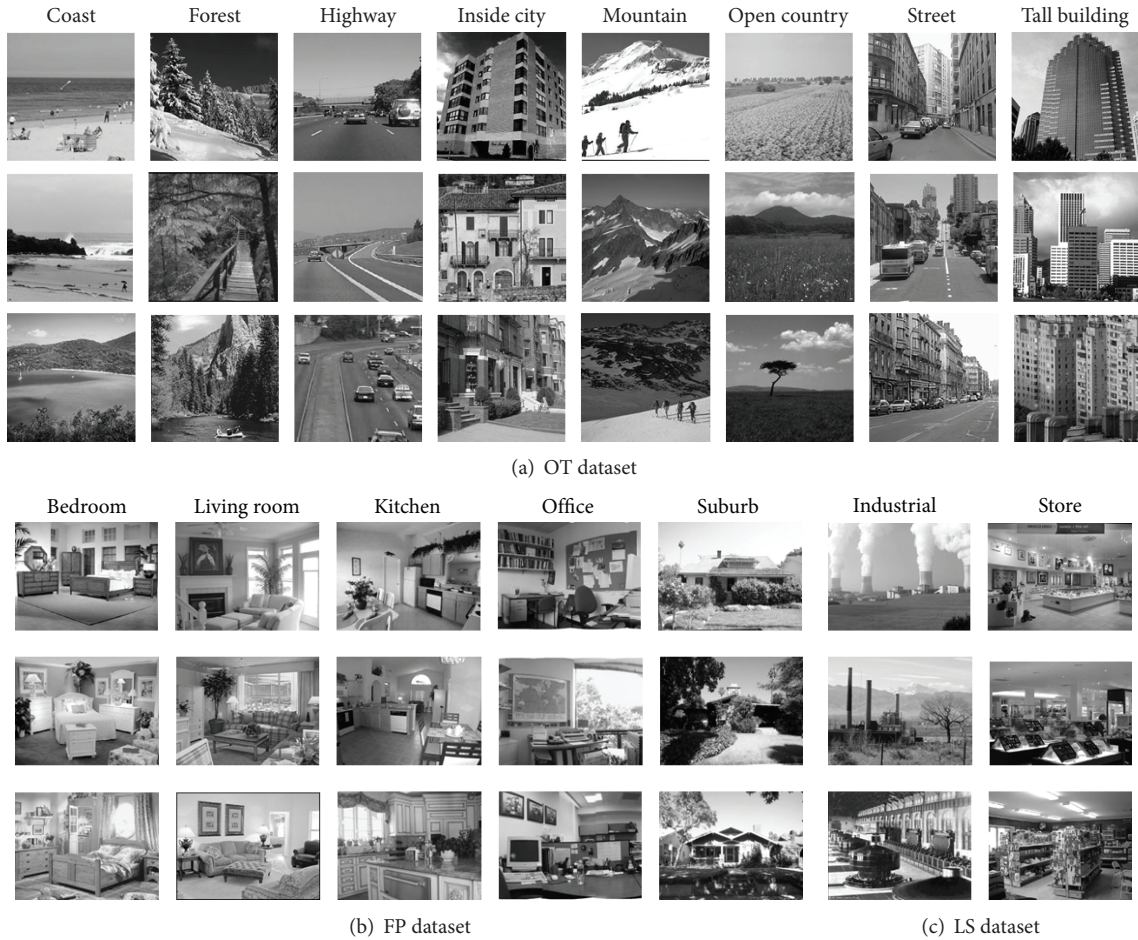 Coast Forest Highway Inside city Mountain Open country Street Tall building
(a) OT dataset
Bedroom Living room Kitchen Office Suburb Industrial Store
(b) FP dataset (c) LS dataset